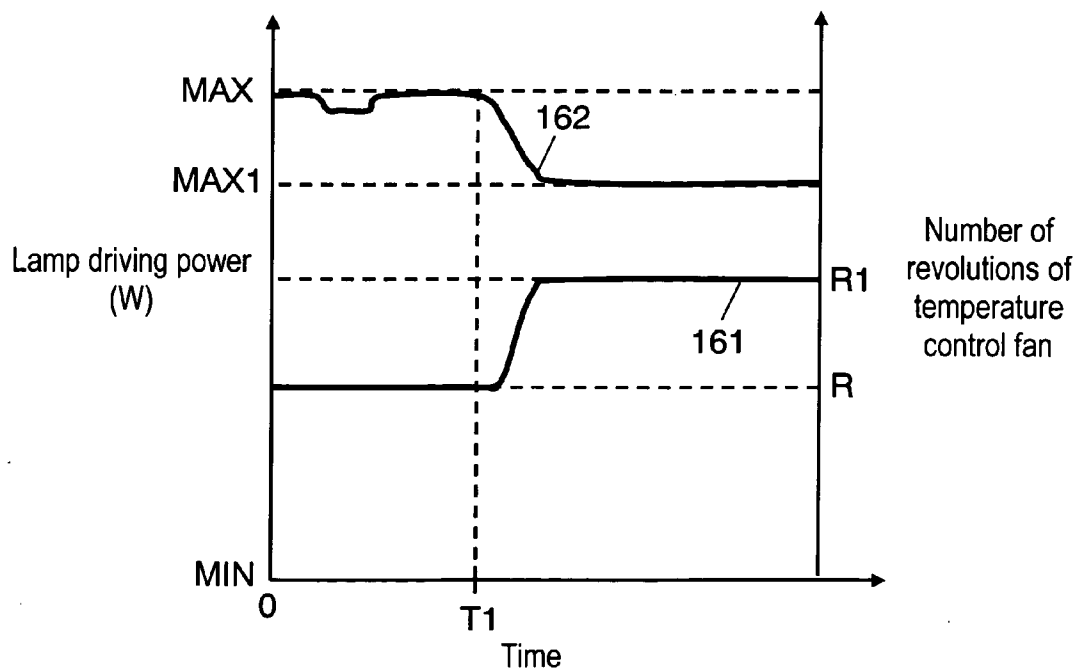 MAX
162
MAX1
Lamp driving power
(W)
Number of
revolutions of
temperature
control fan
R1
161
R
MIN
0
T1
Time